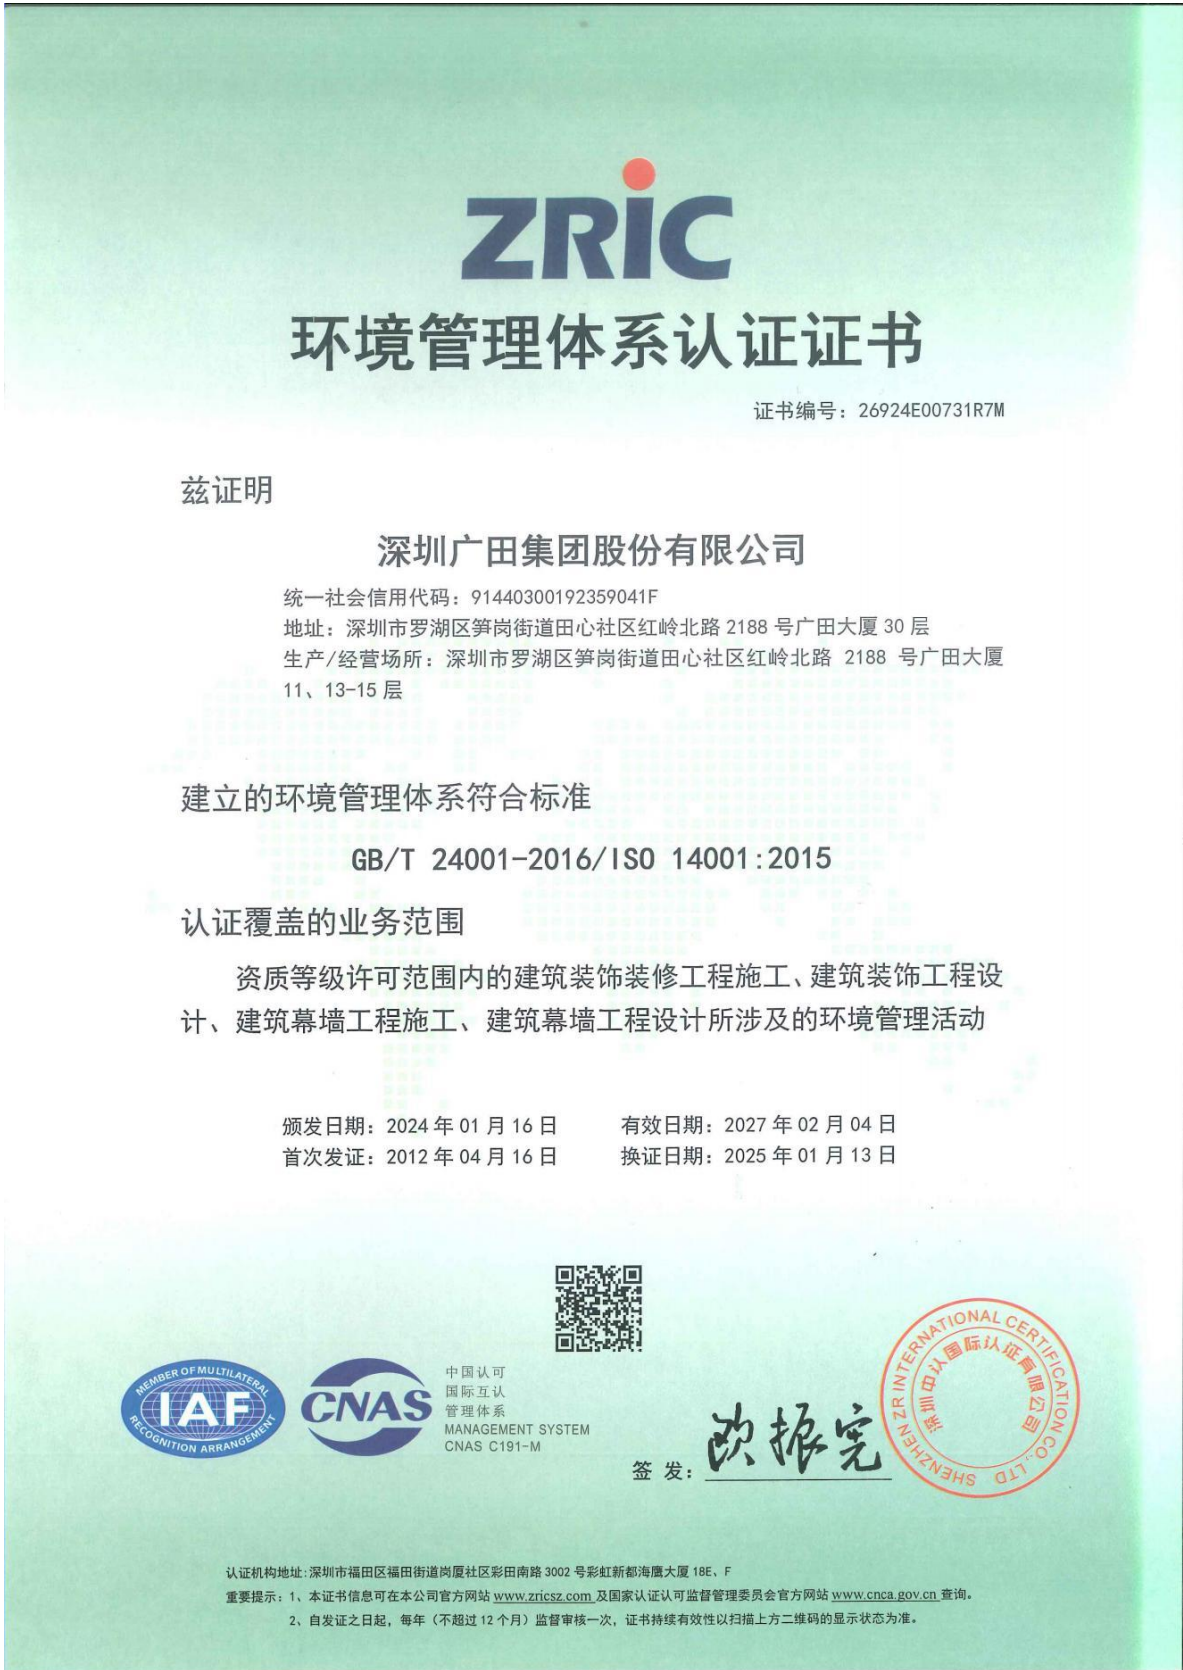 ZRIC
环境管理体系认证证书
证书编号：26924E00731R7M
兹证明
深圳广田集团股份有限公司
统一社会信用代码：91440300192359041F
地址：深圳市罗湖区笋岗街道田心社区红岭北路 2188 号广田大厦 30 层
生产/经营场所：深圳市罗湖区笋岗街道田心社区红岭北路 2188 号广田大厦
11、13-15 层
建立的环境管理体系符合标准
GB/T 24001-2016/ISO 14001:2015
认证覆盖的业务范围
资质等级许可范围内的建筑装饰装修工程施工、建筑装饰工程设
计、建筑幕墙工程施工、建筑幕墙工程设计所涉及的环境管理活动
颁发日期：2024 年 01 月 16 日 有效日期：2027 年 02 月 04 日
首次发证：2012 年 04 月 16 日 换证日期：2025 年 01 月 13 日
MEMBER OF MULTILATERAL
IAF
RECOGNITION ARRANGEMENT
CNAS
中国认可
国际互认
管理体系
MANAGEMENT SYSTEM
CNAS C191-M
签 发：欧振宪
SHENZHEN ZR INTERNATIONAL CERTIFICATION CO., LTD
深圳中认国际认证有限公司
认证机构地址：深圳市福田区福田街道岗厦社区彩田南路 3002 号彩虹新都海鹰大厦 18E、F
重要提示：1、本证书信息可在本公司官方网站 www.zricsz.com 及国家认证认可监督管理委员会官方网站 www.cnca.gov.cn 查询。
2、自发证之日起，每年（不超过 12 个月）监督审核一次，证书持续有效性以扫描上方二维码的显示状态为准。